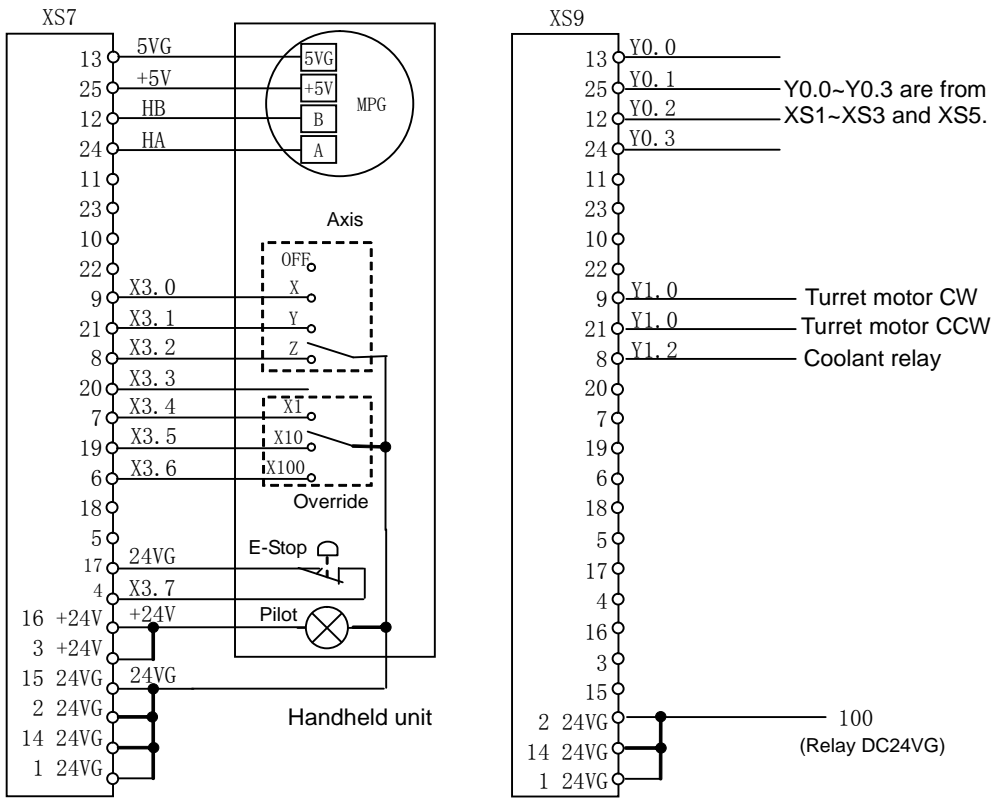 XS7
13 5VG 5VG
25 +5V +5V
MPG
12 HB B
24 HA A
11
23
10
Axis
22 OFF
9 X3.0 X
21 X3.1 Y
8 X3.2 Z
20 X3.3
7 X3.4 X1
19 X3.5 X10
6 X3.6 X100
Override
18
5
E-Stop
17 24VG
4 X3.7
16 +24V +24V Pilot
3 +24V
15 24VG 24VG
2 24VG
Handheld unit
14 24VG
1 24VG
XS9
13 Y0.0
25 Y0.1
Y0.0~Y0.3 are from
12 Y0.2
XS1~XS3 and XS5.
24 Y0.3
11
23
10
22
9 Y1.0 Turret motor CW
21 Y1.0 Turret motor CCW
8 Y1.2 Coolant relay
20
7
19
6
18
5
17
4
16
3
15
2 24VG 100
(Relay DC24VG)
14 24VG
1 24VG